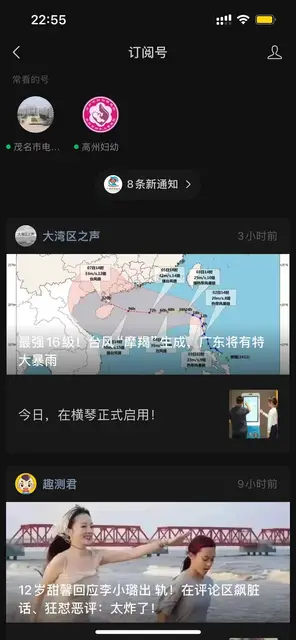 22:55
订阅号
常看的号
茂名市电...
高州妇幼
8条新通知
大湾区之声
3小时前
最强16级！台风“摩羯”生成，广东将有特
大暴雨
今日，在横琴正式启用！
趣测君
9小时前
12岁甜馨回应李小璐出 轨！在评论区飙脏
话、狂怼恶评：太炸了！